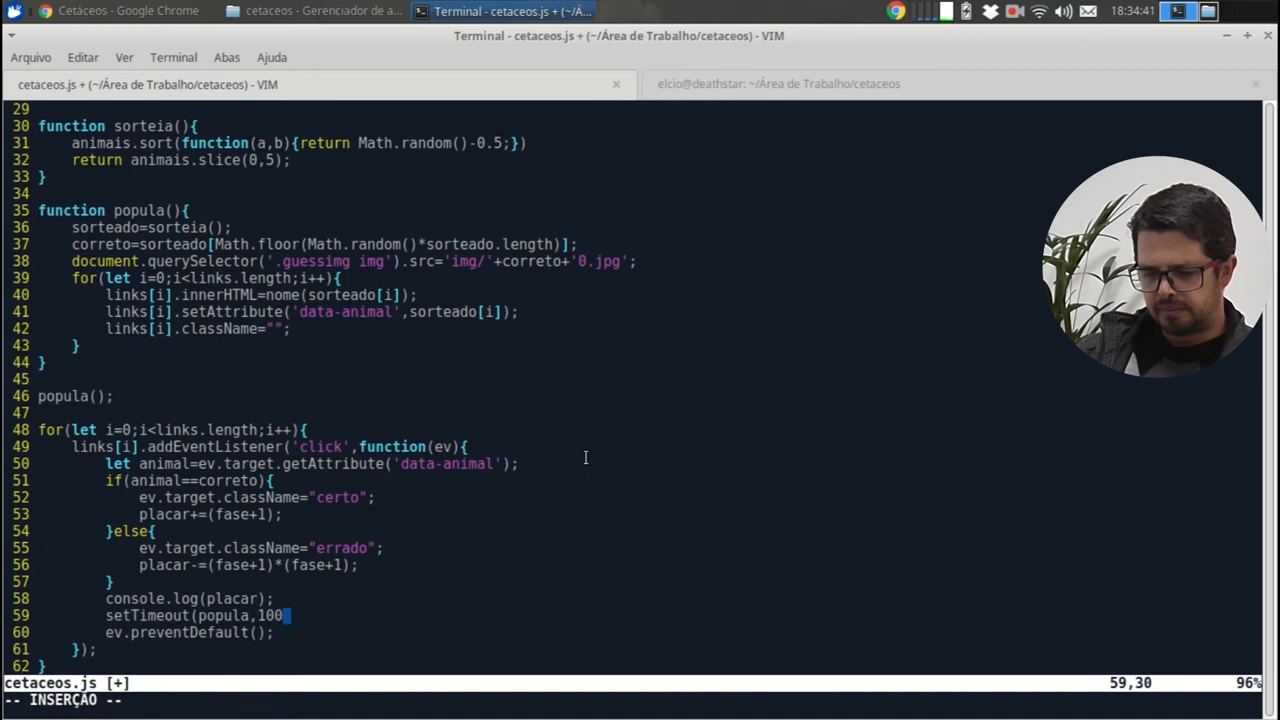 Cetáceos - Google Chrome
cetaceos - Gerenciador de a...
Terminal - cetaceos.js + (~/Á...
18:34:41
Terminal - cetaceos.js + (~/Área de Trabalho/cetaceos) - VIM
Arquivo Editar Ver Terminal Abas Ajuda
cetaceos.js + (~/Área de Trabalho/cetaceos) - VIM
elcio@deathstar: ~/Área de Trabalho/cetaceos
29
30 function sorteia(){
31     animais.sort(function(a,b){return Math.random()-0.5;})
32     return animais.slice(0,5);
33 }
34
35 function popula(){
36     sorteado=sorteia();
37     correto=sorteado[Math.floor(Math.random()*sorteado.length)];
38     document.querySelector('.guessimg img').src='img/'+correto+'0.jpg';
39     for(let i=0;i<links.length;i++){
40         links[i].innerHTML=nome(sorteado[i]);
41         links[i].setAttribute('data-animal',sorteado[i]);
42         links[i].className="";
43     }
44 }
45
46 popula();
47
48 for(let i=0;i<links.length;i++){
49     links[i].addEventListener('click',function(ev){
50         let animal=ev.target.getAttribute('data-animal');
51         if(animal==correto){
52             ev.target.className="certo";
53             placar+=(fase+1);
54         }else{
55             ev.target.className="errado";
56             placar-=(fase+1)*(fase+1);
57         }
58         console.log(placar);
59         setTimeout(popula,100
60         ev.preventDefault();
61     });
62 }
cetaceos.js [+] 59,30 96%
-- INSERÇÃO --